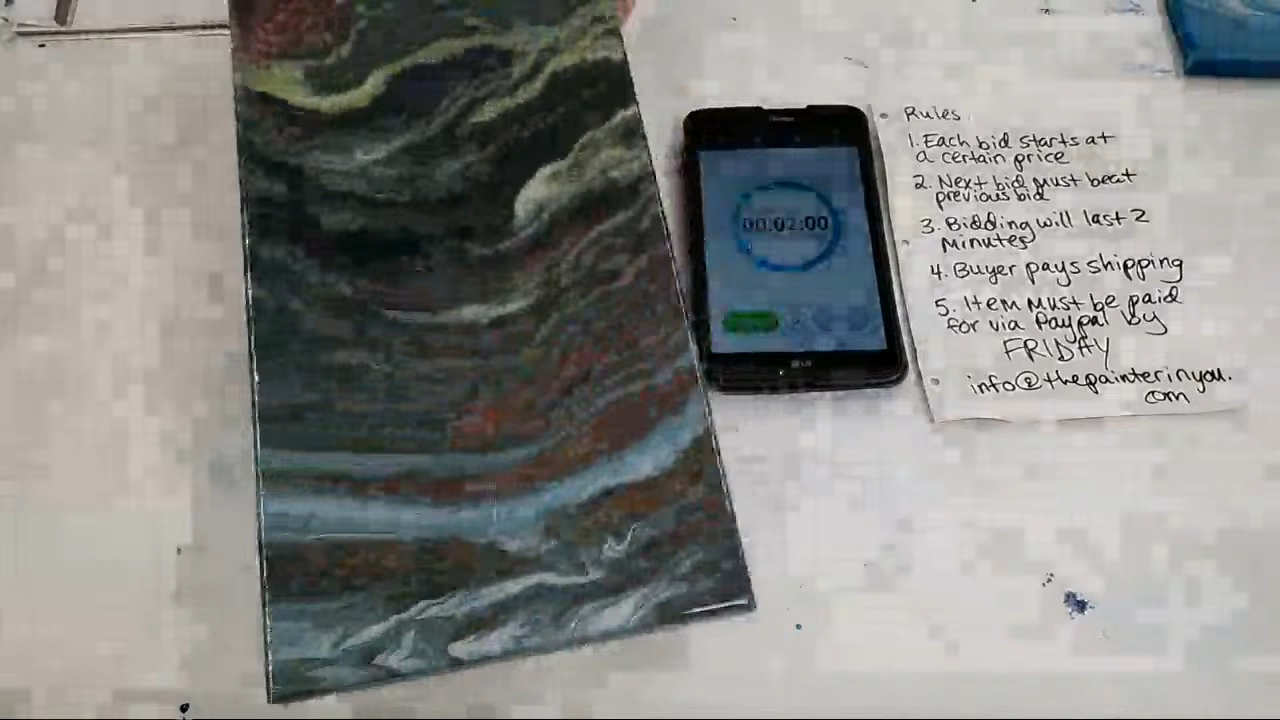 00:02:00
LG
Rules
1. Each bid starts at
a certain price
2. Next bid must beat
previous bid
3. Bidding will last 2
Minutes
4. Buyer pays shipping
5. Item Must be paid
for via Paypal by
FRIDAY
info@thepainterinyou.
com